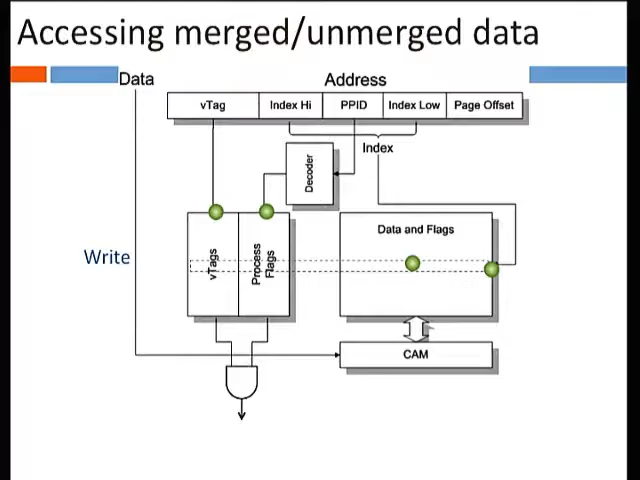 Accessing merged/unmerged data
Data
Address
vTag
Index Hi
PPID
Index Low
Page Offset
Index
Decoder
vTags
Process
Flags
Data and Flags
Write
CAM